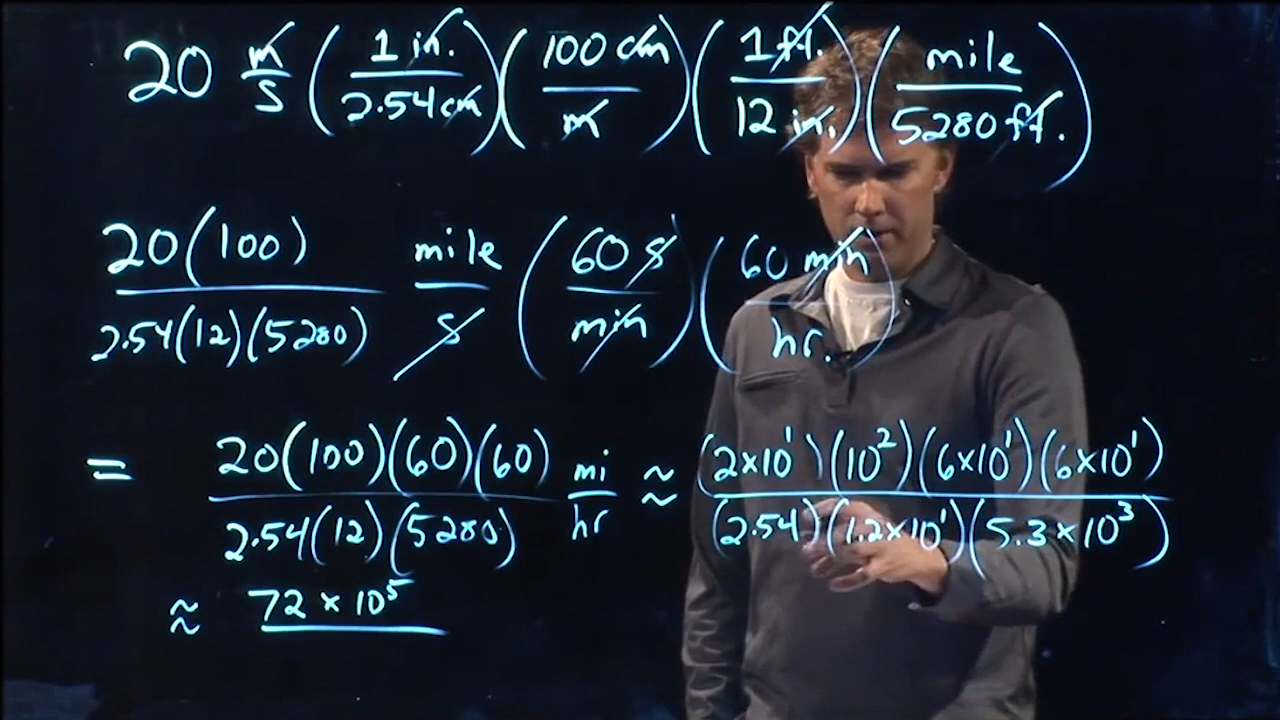 20 m/s (1 in./2.54cm)(100 cm/m)(1 ft./12 in.)(mile/5280 ft.)
20(100)/2.54(12)(5280) mile/s (60 s/min)(60 min/hr.)
= 20(100)(60)(60)/2.54(12)(5280) mi/hr ≈ (2×10¹)(10²)(6×10¹)(6×10¹)/(2.54)(1.2×10¹)(5.3×10³)
≈ 72 × 10⁵